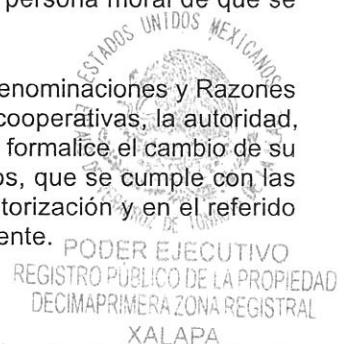 persona moral de que se
ESTADOS UNIDOS MEXICANOS
enominaciones y Razones
cooperativas, la autoridad,
formalice el cambio de su
os, que se cumple con las
torización y en el referido
ente.
PODER EJECUTIVO
REGISTRO PÚBLICO DE LA PROPIEDAD
DECIMAPRIMERA ZONA REGISTRAL
XALAPA